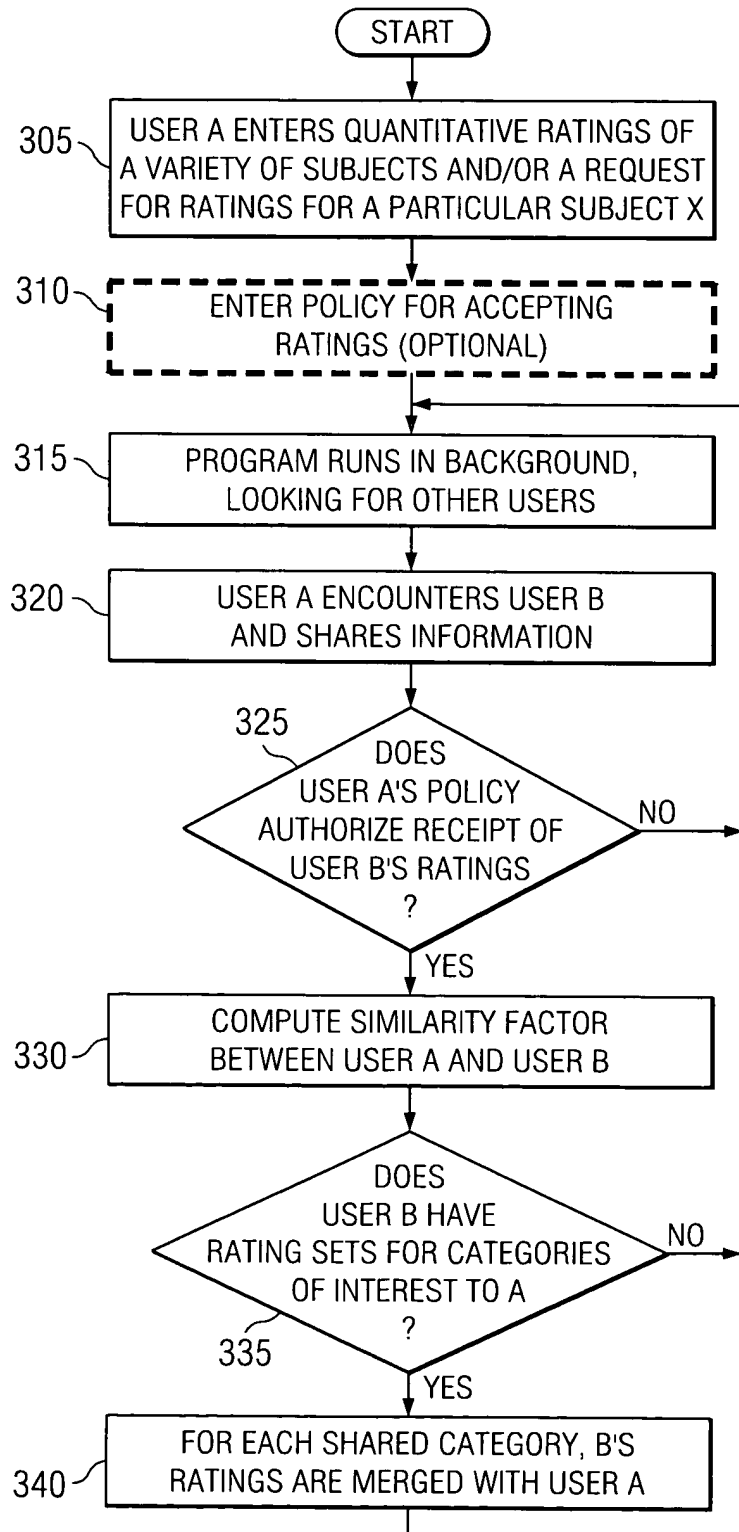 START
305
USER A ENTERS QUANTITATIVE RATINGS OF
A VARIETY OF SUBJECTS AND/OR A REQUEST
FOR RATINGS FOR A PARTICULAR SUBJECT X
310
ENTER POLICY FOR ACCEPTING
RATINGS (OPTIONAL)
315
PROGRAM RUNS IN BACKGROUND,
LOOKING FOR OTHER USERS
320
USER A ENCOUNTERS USER B
AND SHARES INFORMATION
325
DOES
USER A'S POLICY
AUTHORIZE RECEIPT OF
USER B'S RATINGS
?
NO
YES
330
COMPUTE SIMILARITY FACTOR
BETWEEN USER A AND USER B
DOES
USER B HAVE
RATING SETS FOR CATEGORIES
OF INTEREST TO A
?
NO
335
YES
340
FOR EACH SHARED CATEGORY, B'S
RATINGS ARE MERGED WITH USER A